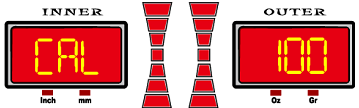 INNER
CAL
Inch mm
OUTER
100
Oz Gr